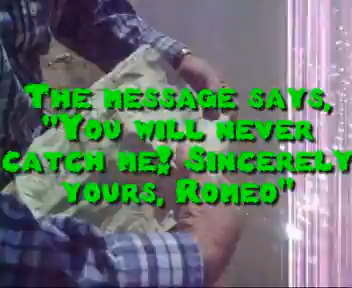 The message says,
"You will never
catch me! Sincerely
yours, Romeo"